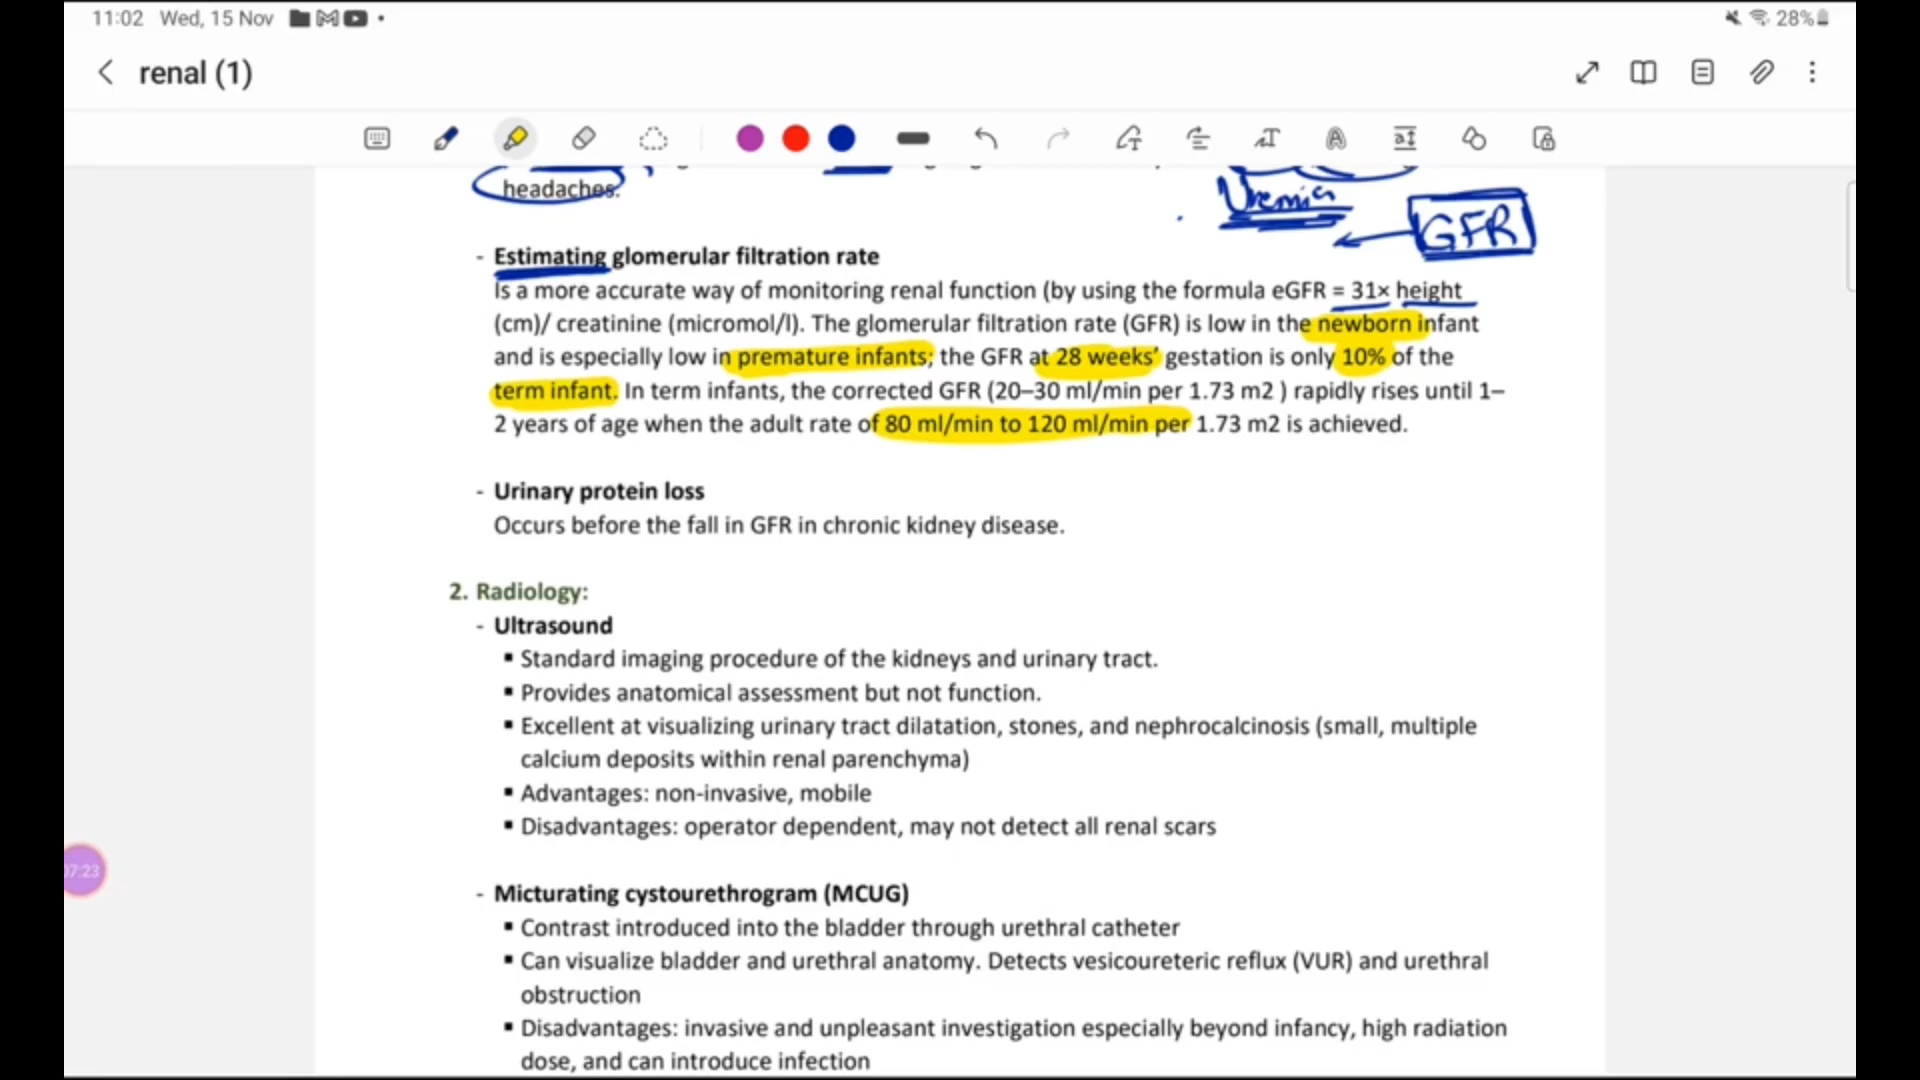 11:02 Wed, 15 Nov
28%
renal (1)
headaches.
Uremia
GFR
- Estimating glomerular filtration rate
Is a more accurate way of monitoring renal function (by using the formula eGFR = 31× height
(cm)/ creatinine (micromol/l). The glomerular filtration rate (GFR) is low in the newborn infant
and is especially low in premature infants; the GFR at 28 weeks’ gestation is only 10% of the
term infant. In term infants, the corrected GFR (20–30 ml/min per 1.73 m2 ) rapidly rises until 1–
2 years of age when the adult rate of 80 ml/min to 120 ml/min per 1.73 m2 is achieved.
- Urinary protein loss
Occurs before the fall in GFR in chronic kidney disease.
2. Radiology:
- Ultrasound
▪ Standard imaging procedure of the kidneys and urinary tract.
▪ Provides anatomical assessment but not function.
▪ Excellent at visualizing urinary tract dilatation, stones, and nephrocalcinosis (small, multiple
calcium deposits within renal parenchyma)
▪ Advantages: non-invasive, mobile
▪ Disadvantages: operator dependent, may not detect all renal scars
07:23
- Micturating cystourethrogram (MCUG)
▪ Contrast introduced into the bladder through urethral catheter
▪ Can visualize bladder and urethral anatomy. Detects vesicoureteric reflux (VUR) and urethral
obstruction
▪ Disadvantages: invasive and unpleasant investigation especially beyond infancy, high radiation
dose, and can introduce infection